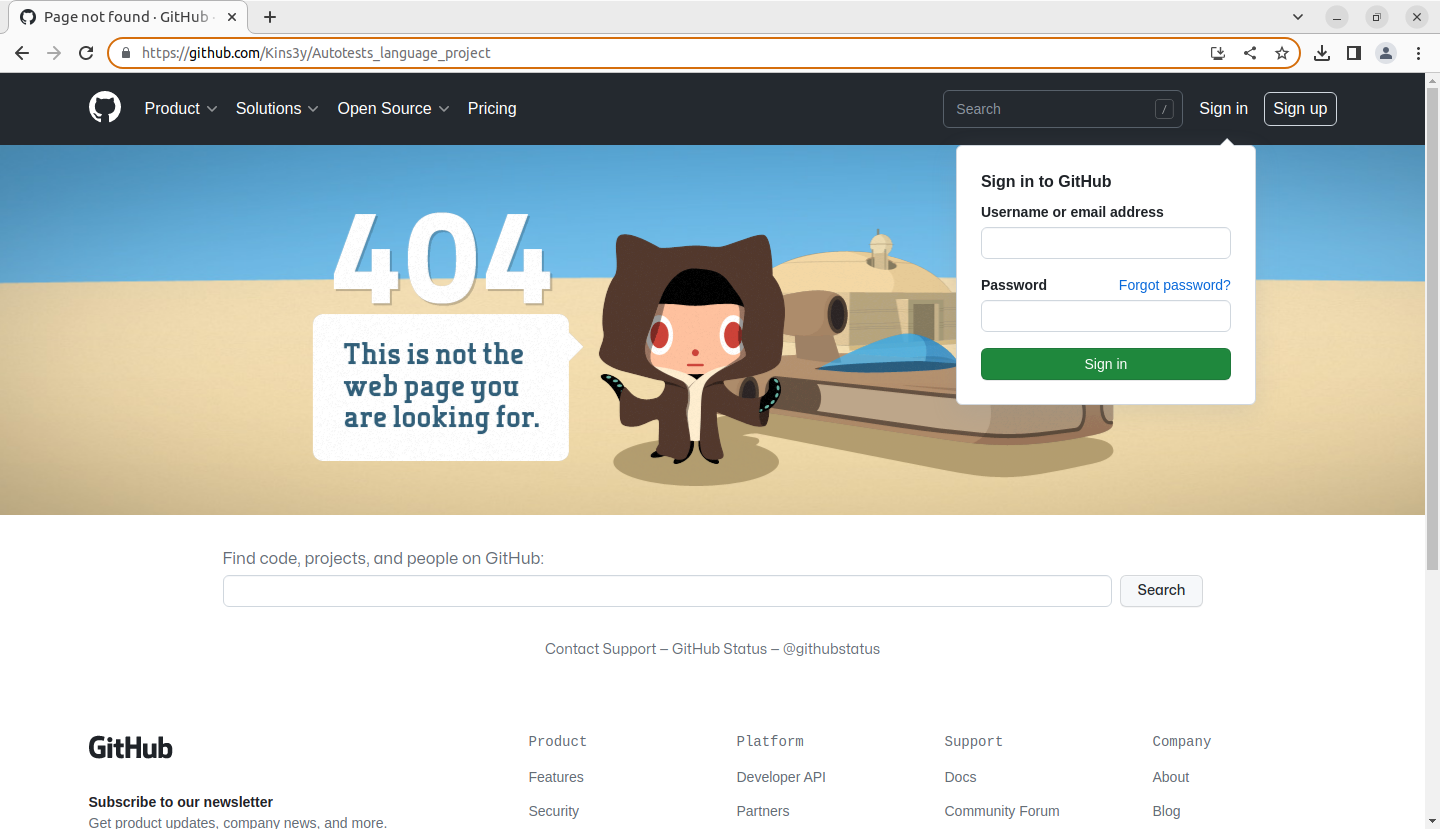 Page not found · GitHub ·
https://github.com/Kins3y/Autotests_language_project
Product
Solutions
Open Source
Pricing
Search
/
Sign in
Sign up
Sign in to GitHub
Username or email address
Password
Forgot password?
Sign in
404
This is not the
web page you
are looking for.
Find code, projects, and people on GitHub:
Search
Contact Support — GitHub Status — @githubstatus
GitHub
Subscribe to our newsletter
Get product updates, company news, and more.
Product
Features
Security
Platform
Developer API
Partners
Support
Docs
Community Forum
Company
About
Blog